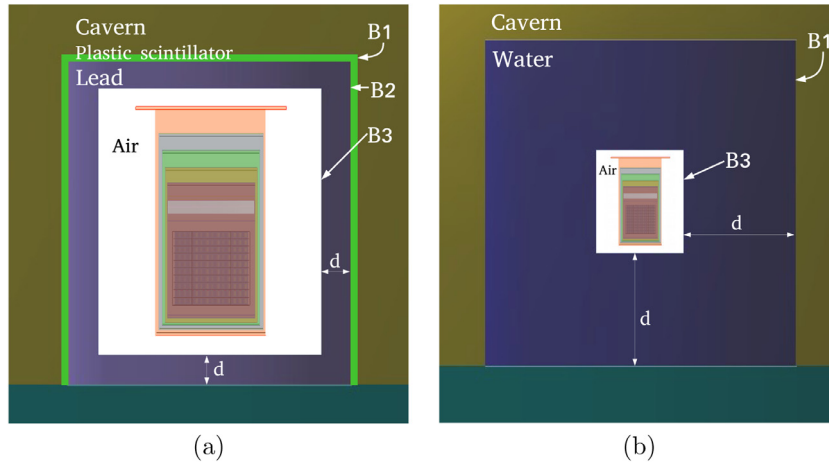 Cavern
B1
Plastic scintillator
Lead
B2
B3
Air
d
d
(a)
Cavern
B1
Water
B3
Air
d
d
(b)